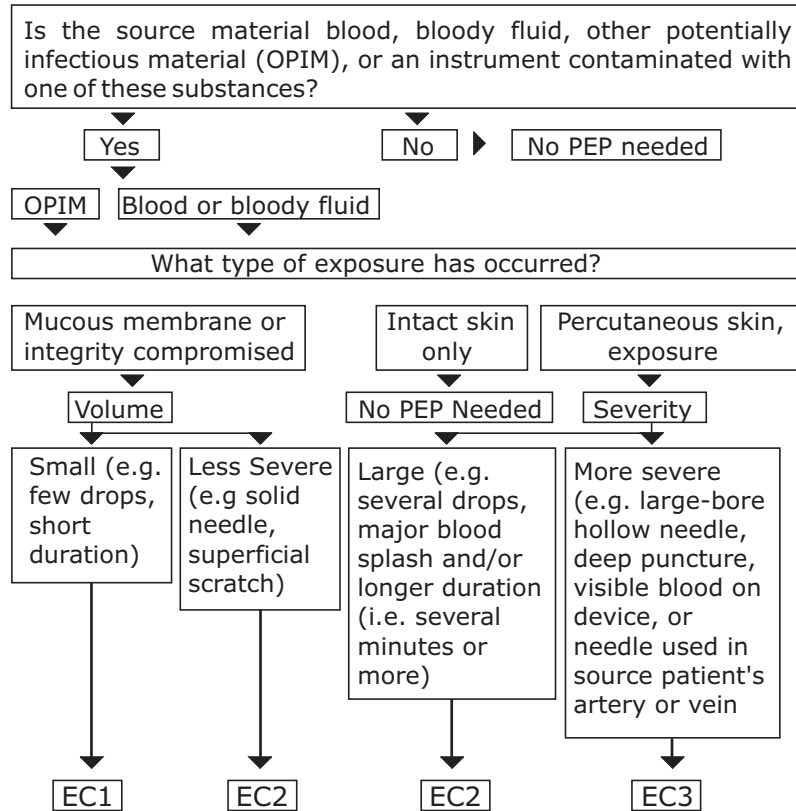 Is the source material blood, bloody fluid, other potentially
infectious material (OPIM), or an instrument contaminated with
one of these substances?
Yes
No
No PEP needed
OPIM
Blood or bloody fluid
What type of exposure has occurred?
Mucous membrane or
integrity compromised
Intact skin
only
Percutaneous skin,
exposure
Volume
No PEP Needed
Severity
Small (e.g.
few drops,
short
duration)
Less Severe
(e.g solid
needle,
superficial
scratch)
Large (e.g.
several drops,
major blood
splash and/or
longer duration
(i.e. several
minutes or
more)
More severe
(e.g. large-bore
hollow needle,
deep puncture,
visible blood on
device, or
needle used in
source patient's
artery or vein
EC1
EC2
EC2
EC3